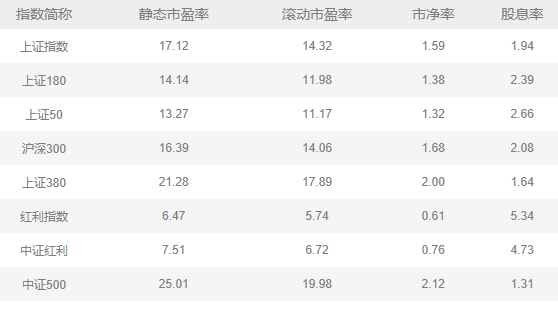 指数简称 静态市盈率 滚动市盈率 市净率 股息率
上证指数 17.12 14.32 1.59 1.94
上证180 14.14 11.98 1.38 2.39
上证50 13.27 11.17 1.32 2.66
沪深300 16.39 14.06 1.68 2.08
上证380 21.28 17.89 2.00 1.64
红利指数 6.47 5.74 0.61 5.34
中证红利 7.51 6.72 0.76 4.73
中证500 25.01 19.98 2.12 1.31